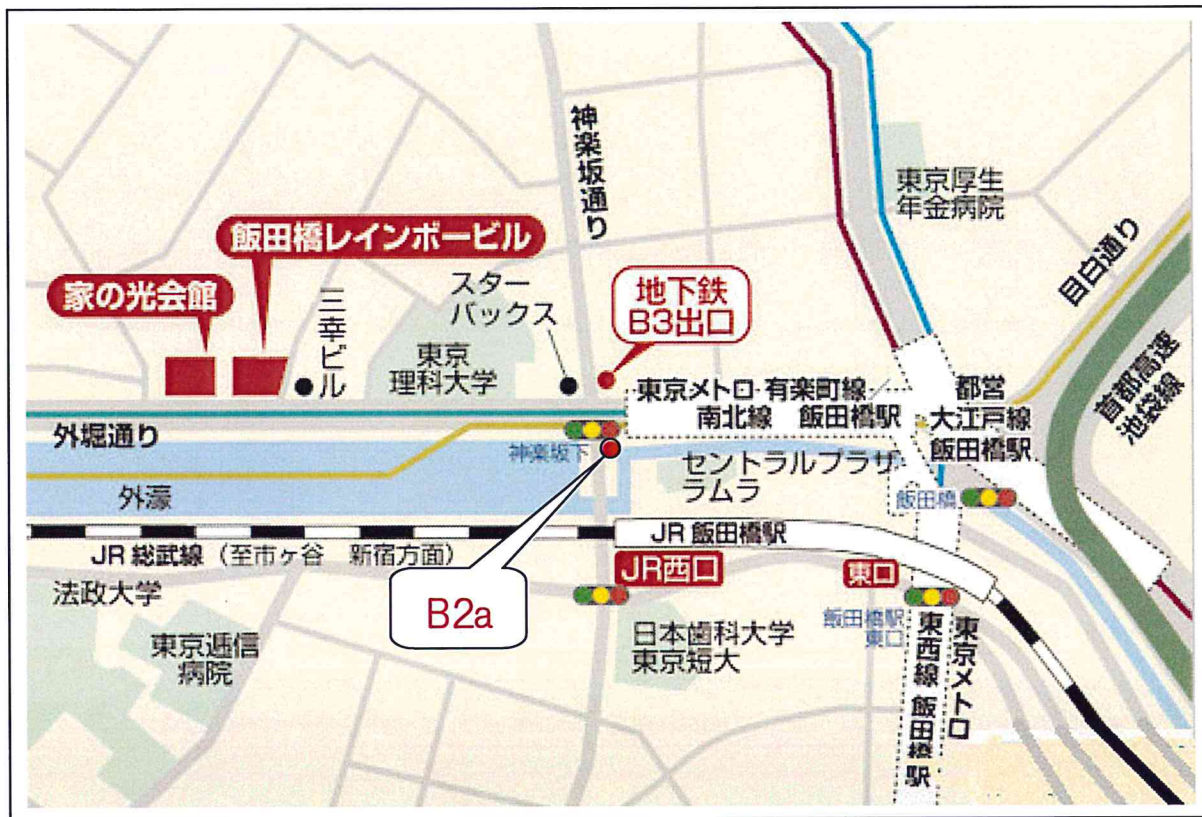 神楽坂通り
東京厚生
年金病院
目白通り
首都高速
池袋線
飯田橋レインボービル
家の光会館
三幸ビル
スター
バックス
地下鉄
B3出口
東京
理科大学
東京メトロ 有楽町線
南北線 飯田橋駅
都営
大江戸線
飯田橋駅
外堀通り
神楽坂下
セントラルプラザ
ラムラ
飯田橋
外濠
JR 飯田橋駅
JR 総武線(至市ヶ谷 新宿方面)
JR西口
東口
法政大学
B2a
東京逓信
病院
日本歯科大学
東京短大
飯田橋駅
東口
東京メトロ
東西線 飯田橋駅